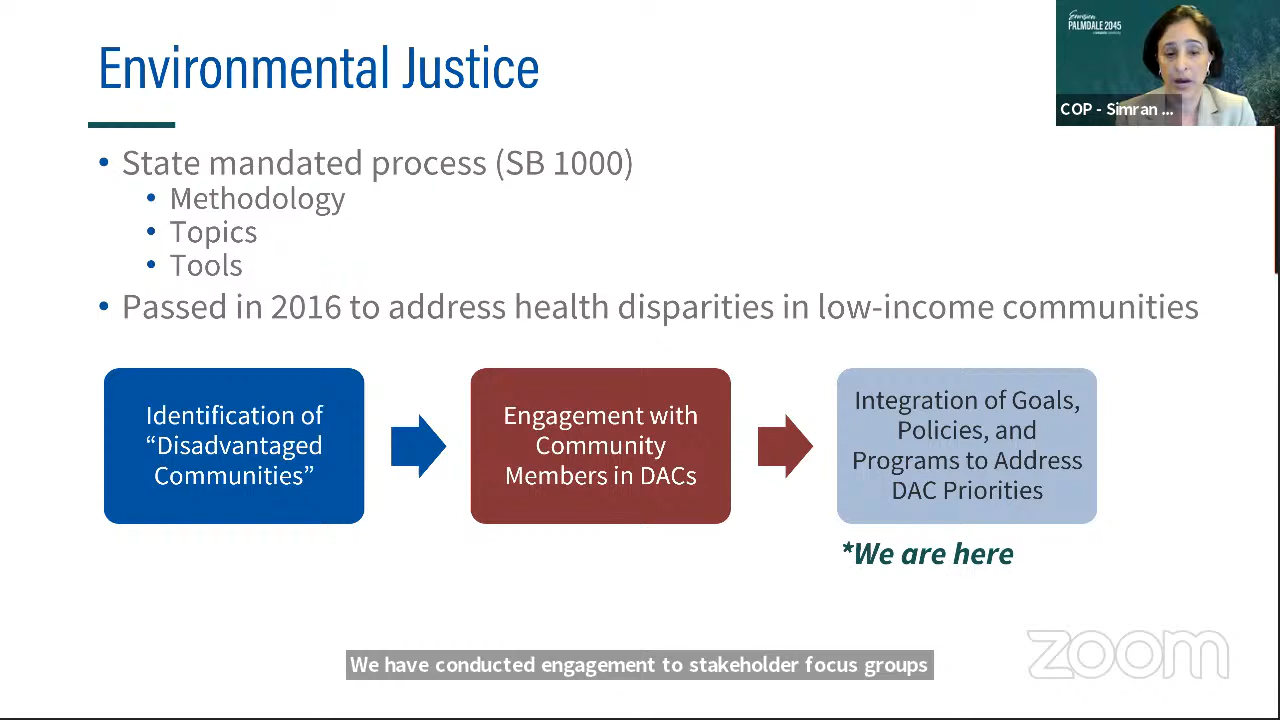 Environmental Justice
Envision
PALMDALE 2045
COP - Simran ...
• State mandated process (SB 1000)
• Methodology
• Topics
• Tools
• Passed in 2016 to address health disparities in low-income communities
Identification of
“Disadvantaged
Communities”
Engagement with
Community
Members in DACs
Integration of Goals,
Policies, and
Programs to Address
DAC Priorities
*We are here
We have conducted engagement to stakeholder focus groups
zoom